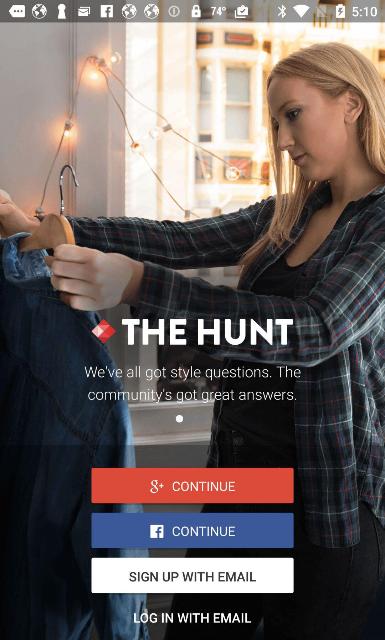 74°
5:10
THE HUNT
We've all got style questions. The
community's got great answers.
g+ CONTINUE
f CONTINUE
SIGN UP WITH EMAIL
LOG IN WITH EMAIL